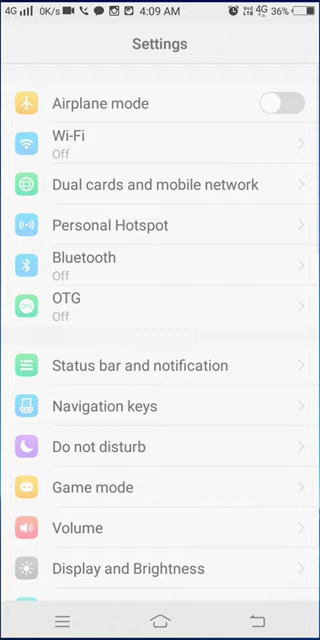 4G 0K/s 4:09 AM VoLTE 4G 36%
Settings
Airplane mode
Wi-Fi
Off
Dual cards and mobile network
Personal Hotspot
Bluetooth
Off
OTG
OTG
Off
Status bar and notification
Navigation keys
Do not disturb
Game mode
Volume
Display and Brightness